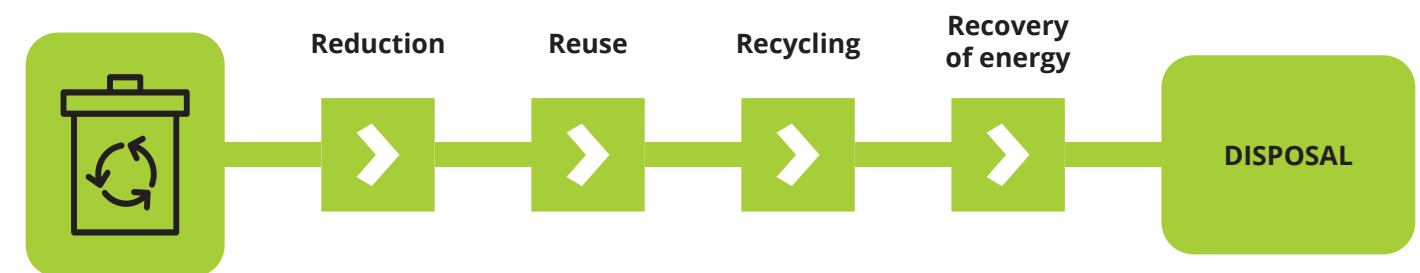 Reduction
Reuse
Recycling
Recovery
of energy
DISPOSAL